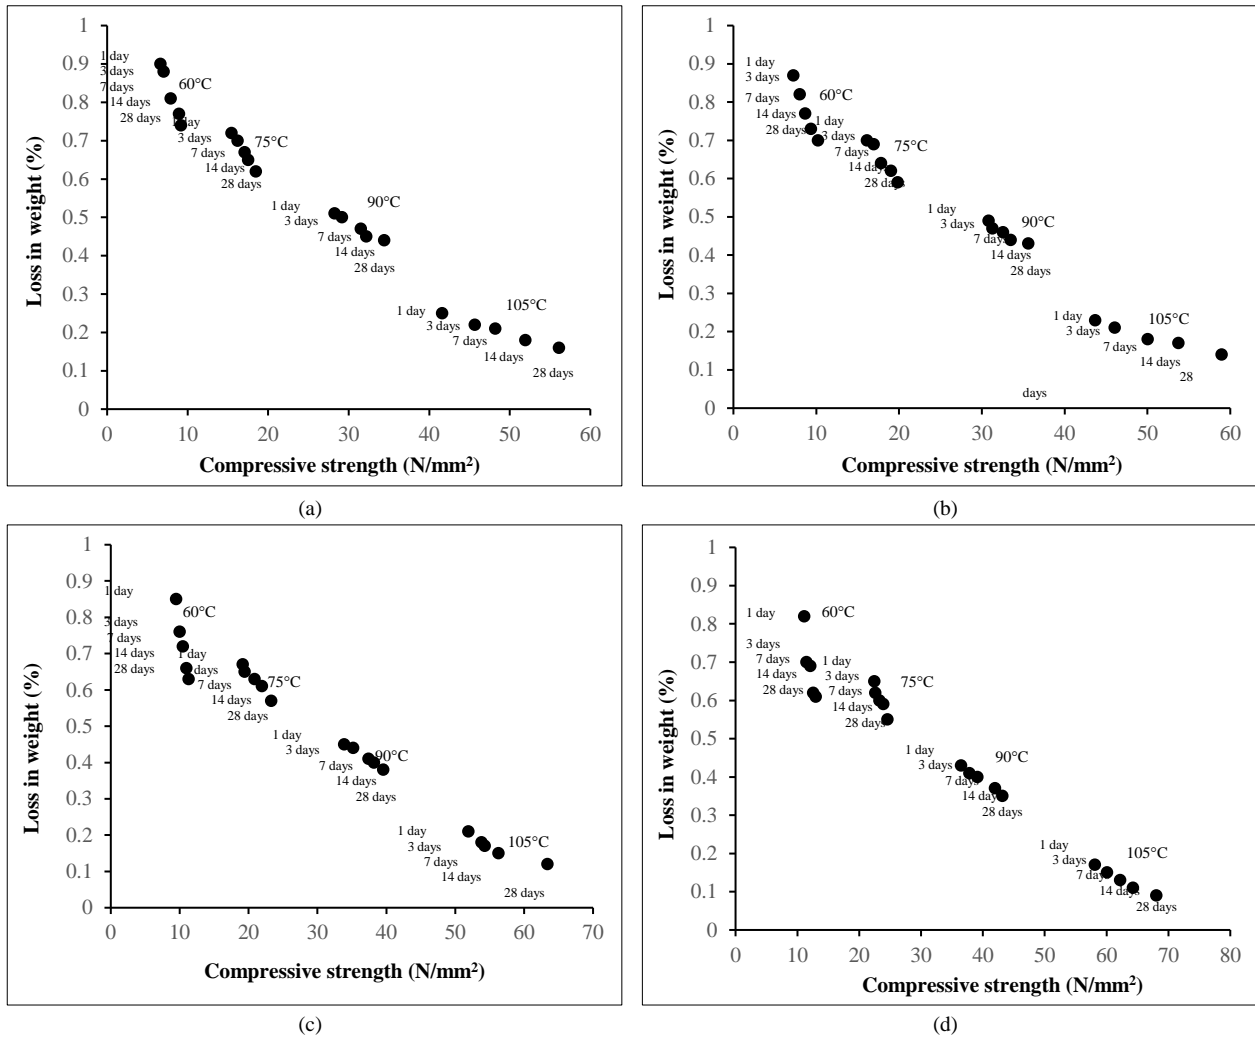 1
0.9
0.8
0.7
0.6
0.5
0.4
0.3
0.2
0.1
0
Loss in weight (%)
1 day
3 days
7 days
14 days
28 days
60°C
1 day
3 days
7 days
14 days
28 days
75°C
1 day
3 days
7 days
14 days
28 days
90°C
1 day
3 days
7 days
14 days
28 days
105°C
0 10 20 30 40 50 60
Compressive strength (N/mm²)
(a)
1
0.9
0.8
0.7
0.6
0.5
0.4
0.3
0.2
0.1
0
Loss in weight (%)
1 day
3 days
7 days
14 days
28 days
60°C
1 day
3 days
7 days
14 days
28 days
75°C
1 day
3 days
7 days
14 days
28 days
90°C
1 day
3 days
7 days
14 days
28
days
105°C
0 10 20 30 40 50 60
Compressive strength (N/mm²)
(b)
1
0.9
0.8
0.7
0.6
0.5
0.4
0.3
0.2
0.1
0
Loss in weight (%)
1 day
3 days
7 days
14 days
28 days
60°C
1 day
days
7 days
14 days
28 days
75°C
1 day
3 days
7 days
14 days
28 days
90°C
1 day
3 days
7 days
14 days
28 days
105°C
0 10 20 30 40 50 60 70
Compressive strength (N/mm²)
(c)
1
0.9
0.8
0.7
0.6
0.5
0.4
0.3
0.2
0.1
0
Loss in weight (%)
1 day
3 days
7 days
14 days
28 days
60°C
1 day
3 days
7 days
14 days
28 days
75°C
1 day
3 days
7 days
14 days
28 days
90°C
1 day
3 days
7 days
14 days
28 days
105°C
0 10 20 30 40 50 60 70 80
Compressive strength (N/mm²)
(d)